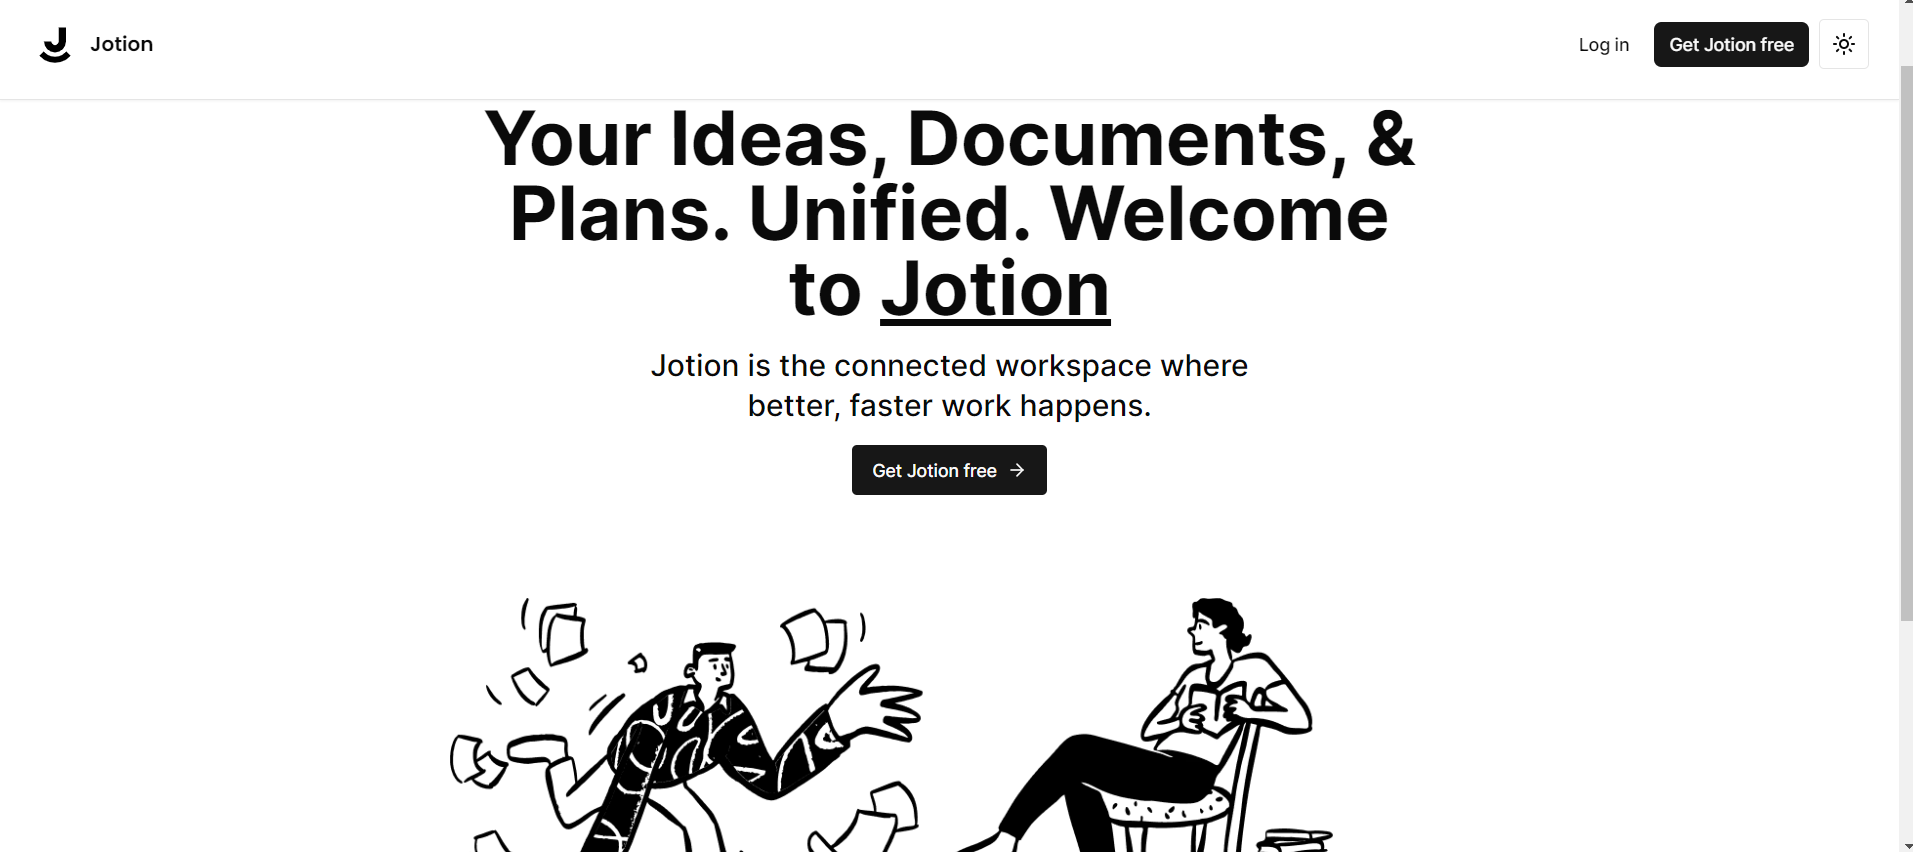 Jotion
Log in
Get Jotion free
Your Ideas, Documents, &
Plans. Unified. Welcome
to Jotion
Jotion is the connected workspace where
better, faster work happens.
Get Jotion free →